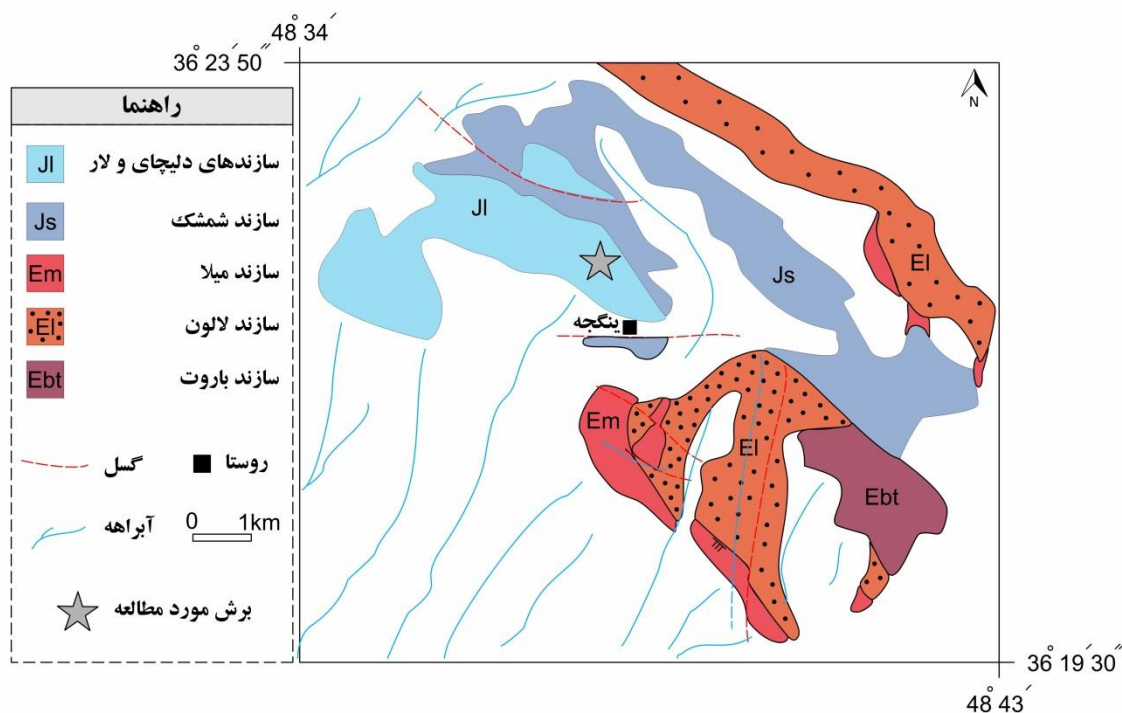 48° 34′
36° 23′ 50″
N
راهنما
Jl سازندهای دلیچای و لار
Js سازند شمشک
Em سازند میلا
El سازند لالون
Ebt سازند باروت
گسل
روستا
آبراهه
0 1km
برش مورد مطالعه
Jl
Js
El
ینگجه
Em
El
Ebt
36° 19′ 30″
48° 43′